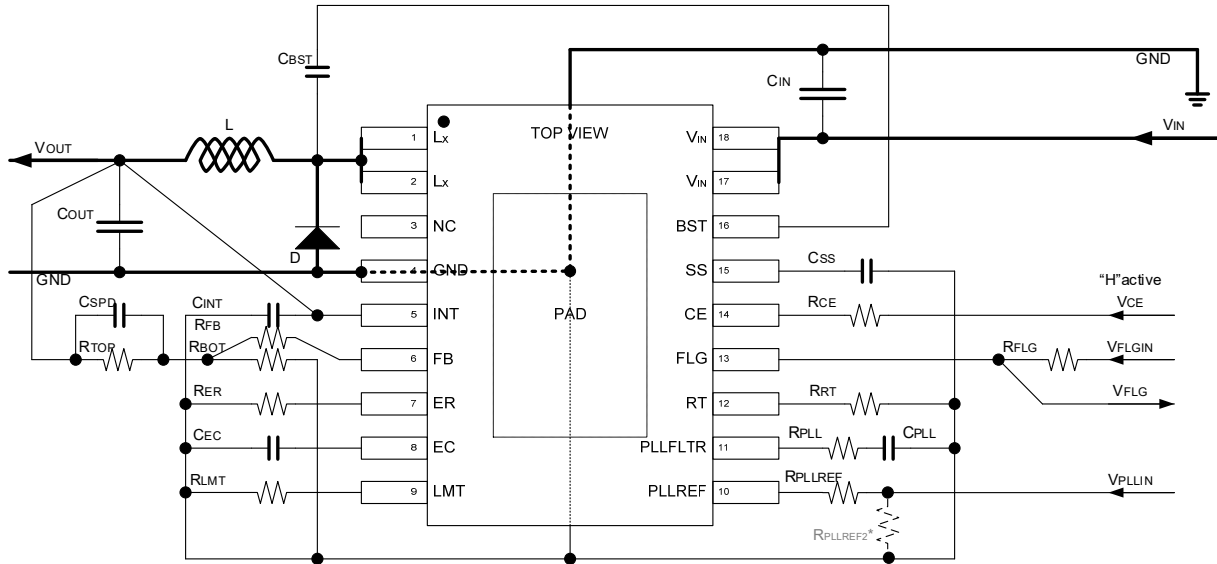 CBST
GND
CIN
L
TOP VIEW
VOUT
VIN
1 LX
VIN 18
2 LX
VIN 17
COUT
3 NC
BST 16
D
GND
4 GND
SS 15
CSS
"H"active
CSPD
CINT
5 INT
PAD
CE 14
RCE
VCE
RFB
RTOP
RBOT
6 FB
FLG 13
RFLG
VFLGIN
RER
7 ER
RT 12
RRT
VFLG
CEC
8 EC
PLLFLTR 11
RPLL
CPLL
RLMT
9 LMT
PLLREF 10
RPLLREF
VPLLIN
RPLLREF2*